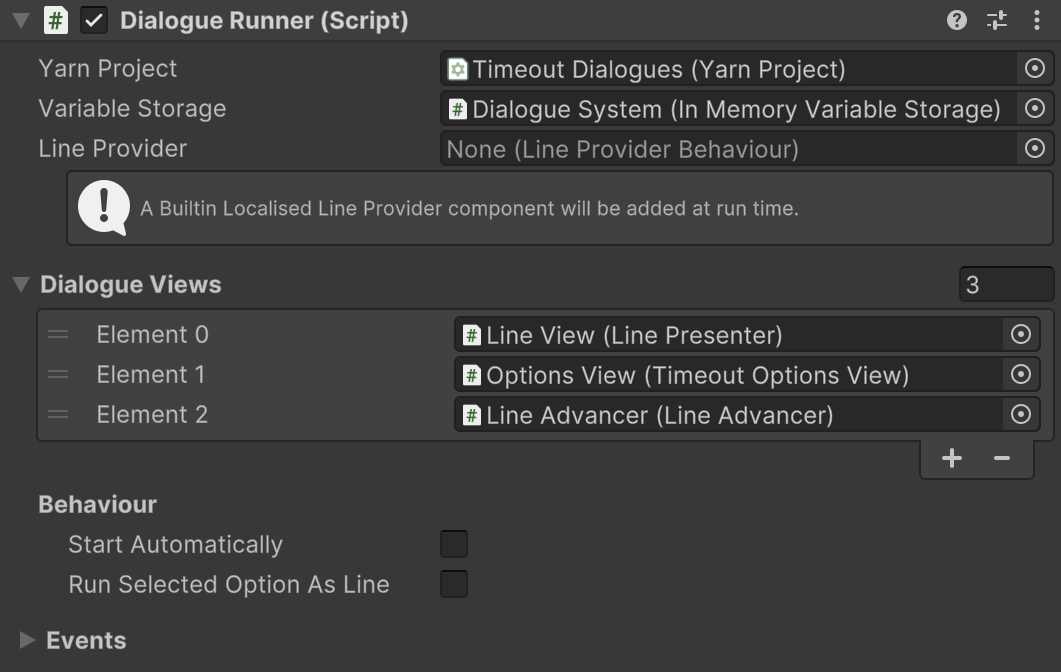 Dialogue Runner (Script)
Yarn Project Timeout Dialogues (Yarn Project)
Variable Storage Dialogue System (In Memory Variable Storage)
Line Provider None (Line Provider Behaviour)
A Builtin Localised Line Provider component will be added at run time.
Dialogue Views 3
Element 0 Line View (Line Presenter)
Element 1 Options View (Timeout Options View)
Element 2 Line Advancer (Line Advancer)
Behaviour
Start Automatically
Run Selected Option As Line
Events